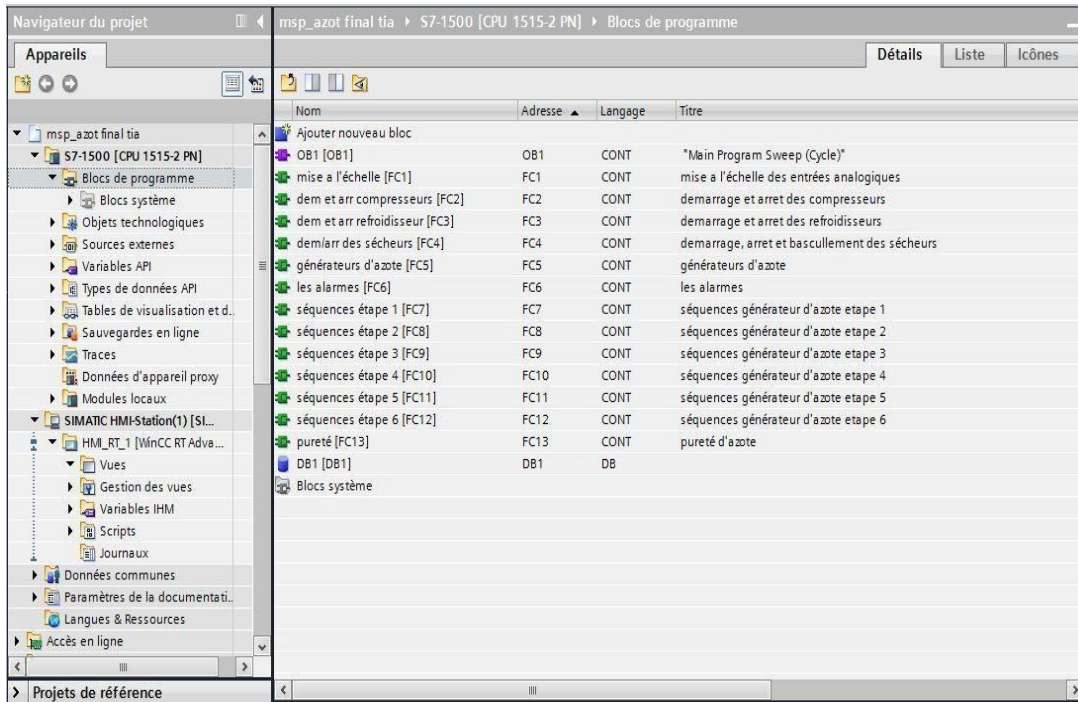 Navigateur du projet
msp_azot final tia ▸ S7-1500 [CPU 1515-2 PN] ▸ Blocs de programme
Appareils
Détails
Liste
Icônes
Nom
Adresse
Langage
Titre
msp_azot final tia
S7-1500 [CPU 1515-2 PN]
Blocs de programme
Blocs système
Objets technologiques
Sources externes
Variables API
Types de données API
Tables de visualisation et d..
Sauvegardes en ligne
Traces
Données d'appareil proxy
Modules locaux
SIMATIC HMI-Station(1) [SI...
HMI_RT_1 [WinCC RT Adva...
Vues
Gestion des vues
Variables IHM
Scripts
Journaux
Données communes
Paramètres de la documentati..
Langues & Ressources
Accès en ligne
Projets de référence
Ajouter nouveau bloc
OB1 [OB1] OB1 CONT "Main Program Sweep (Cycle)"
mise a l'échelle [FC1] FC1 CONT mise a l'échelle des entrées analogiques
dem et arr compresseurs [FC2] FC2 CONT demarrage et arret des compresseurs
dem et arr refroidisseur [FC3] FC3 CONT demarrage et arret des refroidisseurs
dem/arr des sécheurs [FC4] FC4 CONT demarrage, arret et bascullement des sécheurs
générateurs d'azote [FC5] FC5 CONT générateurs d'azote
les alarmes [FC6] FC6 CONT les alarmes
séquences étape 1 [FC7] FC7 CONT séquences générateur d'azote etape 1
séquences étape 2 [FC8] FC8 CONT séquences générateur d'azote etape 2
séquences étape 3 [FC9] FC9 CONT séquences générateur d'azote etape 3
séquences étape 4 [FC10] FC10 CONT séquences générateur d'azote etape 4
séquences étape 5 [FC11] FC11 CONT séquences générateur d'azote etape 5
séquences étape 6 [FC12] FC12 CONT séquences générateur d'azote etape 6
pureté [FC13] FC13 CONT pureté d'azote
DB1 [DB1] DB1 DB
Blocs système